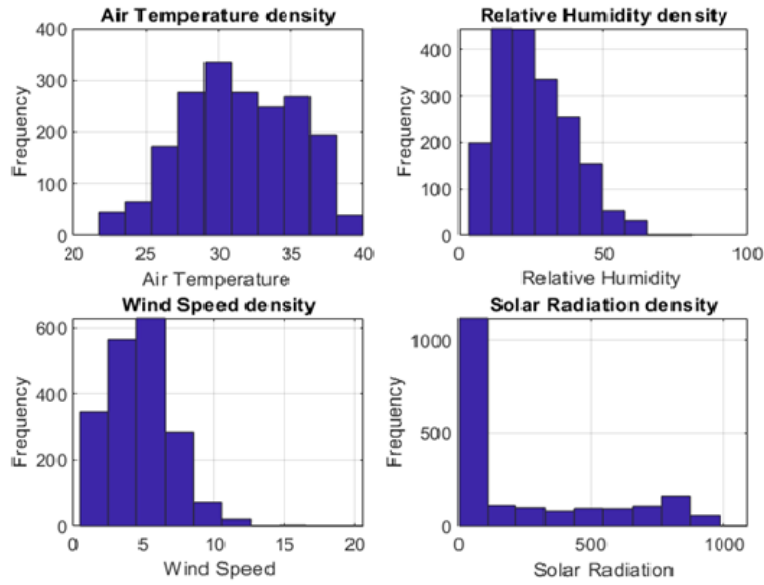 Air Temperature density
400
300
200
100
0
Frequency
20 25 30 35 40
Air Temperature
Relative Humidity density
400
300
200
100
0
Frequency
0 50 100
Relative Humidity
Wind Speed density
600
400
200
0
Frequency
0 5 10 15 20
Wind Speed
Solar Radiation density
1000
500
0
Frequency
0 500 1000
Solar Radiation